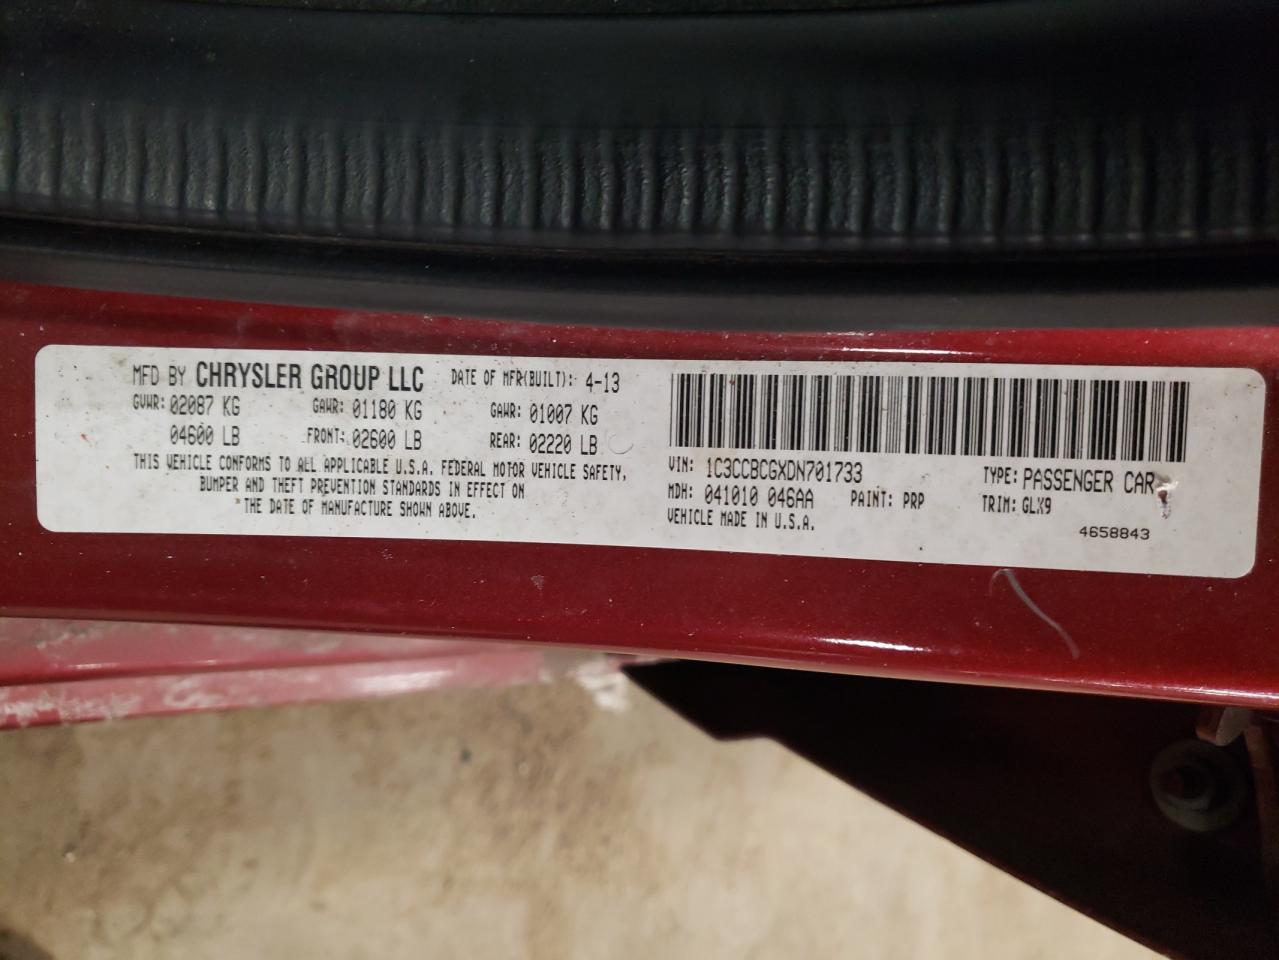 MFD BY CHRYSLER GROUP LLC DATE OF MFR(BUILT): 4-13
GVWR: 02087 KG GAWR: 01180 KG GAWR: 01007 KG
04600 LB FRONT: 02600 LB REAR: 02220 LB
THIS VEHICLE CONFORMS TO ALL APPLICABLE U.S.A. FEDERAL MOTOR VEHICLE SAFETY,
BUMPER AND THEFT PREVENTION STANDARDS IN EFFECT ON
THE DATE OF MANUFACTURE SHOWN ABOVE.
VIN: 1C3CCBCGXDN701733 TYPE: PASSENGER CAR
MDH: 041010 046AA PAINT: PRP TRIM: GLX9
VEHICLE MADE IN U.S.A.
4658843